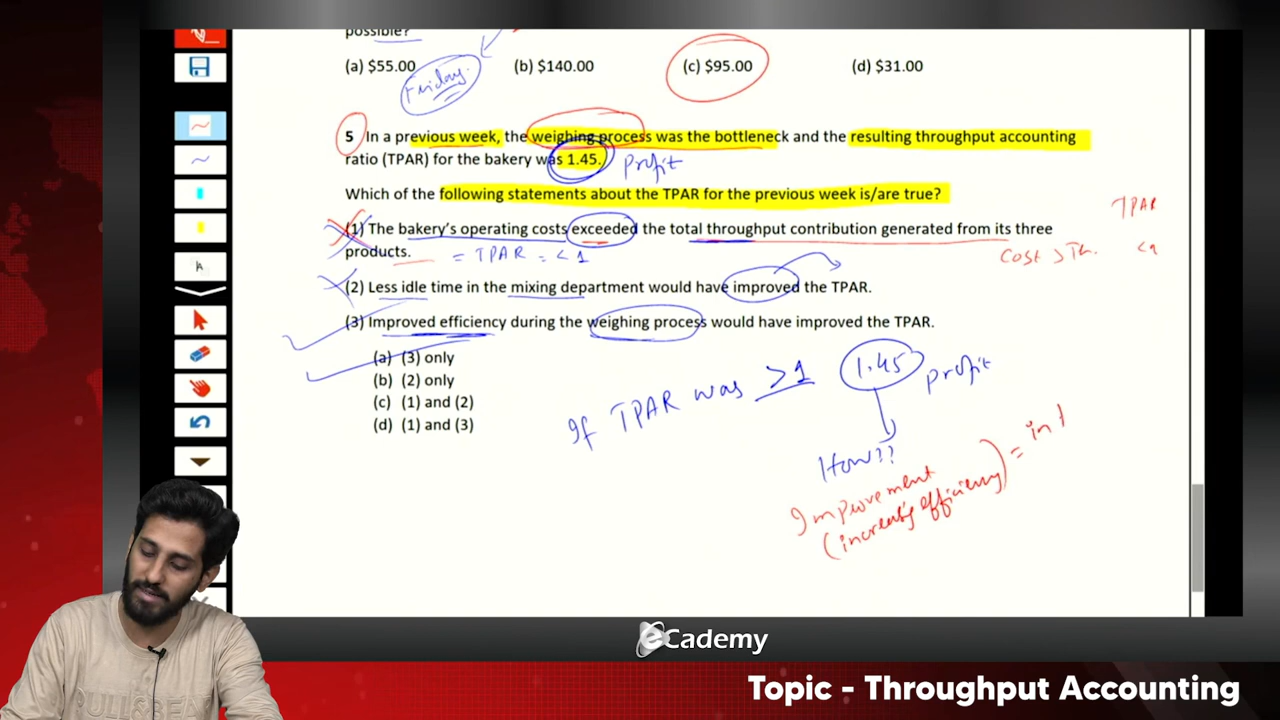 possible?
(a) $55.00 (b) $140.00 (c) $95.00 (d) $31.00
Friday
5 In a previous week, the weighing process was the bottleneck and the resulting throughput accounting
ratio (TPAR) for the bakery was 1.45. Profit
Which of the following statements about the TPAR for the previous week is/are true?
TPAR
(1) The bakery's operating costs exceeded the total throughput contribution generated from its three
products. = TPAR = < 1 Cost > Th. <1
(2) Less idle time in the mixing department would have improved the TPAR.
(3) Improved efficiency during the weighing process would have improved the TPAR.
(a) (3) only
(b) (2) only
(c) (1) and (2)
(d) (1) and (3)
If TPAR was >1 1.45 profit
How??
Improvement
(increas'g efficiency) = in
eCademy
PULL&BEAR
Topic - Throughput Accounting